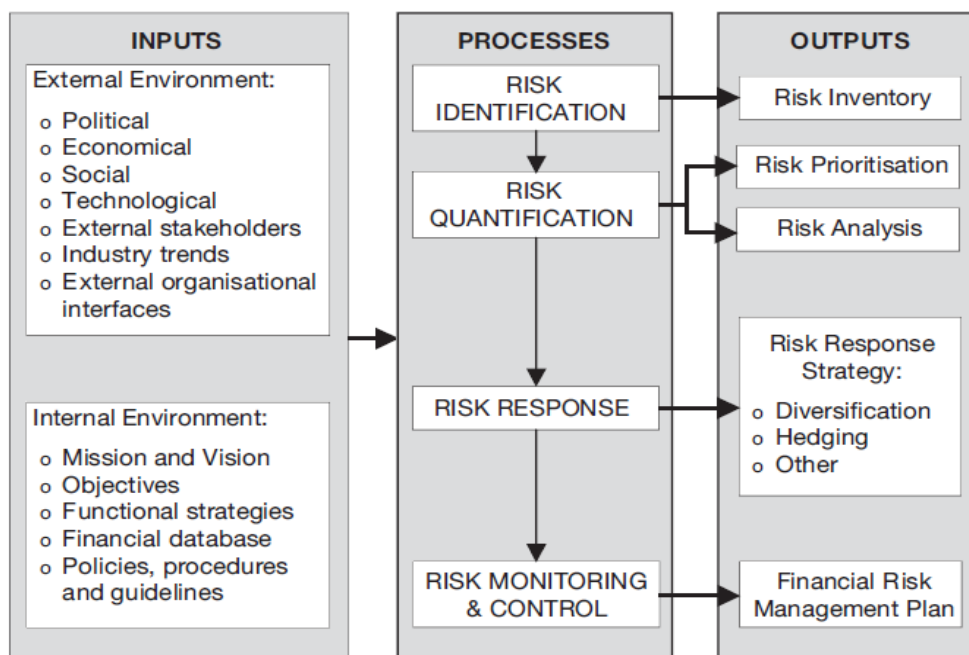 INPUTS
External Environment:
o Political
o Economical
o Social
o Technological
o External stakeholders
o Industry trends
o External organisational
interfaces
Internal Environment:
o Mission and Vision
o Objectives
o Functional strategies
o Financial database
o Policies, procedures
and guidelines
PROCESSES
RISK
IDENTIFICATION
RISK
QUANTIFICATION
RISK RESPONSE
RISK MONITORING
& CONTROL
OUTPUTS
Risk Inventory
Risk Prioritisation
Risk Analysis
Risk Response
Strategy:
o Diversification
o Hedging
o Other
Financial Risk
Management Plan